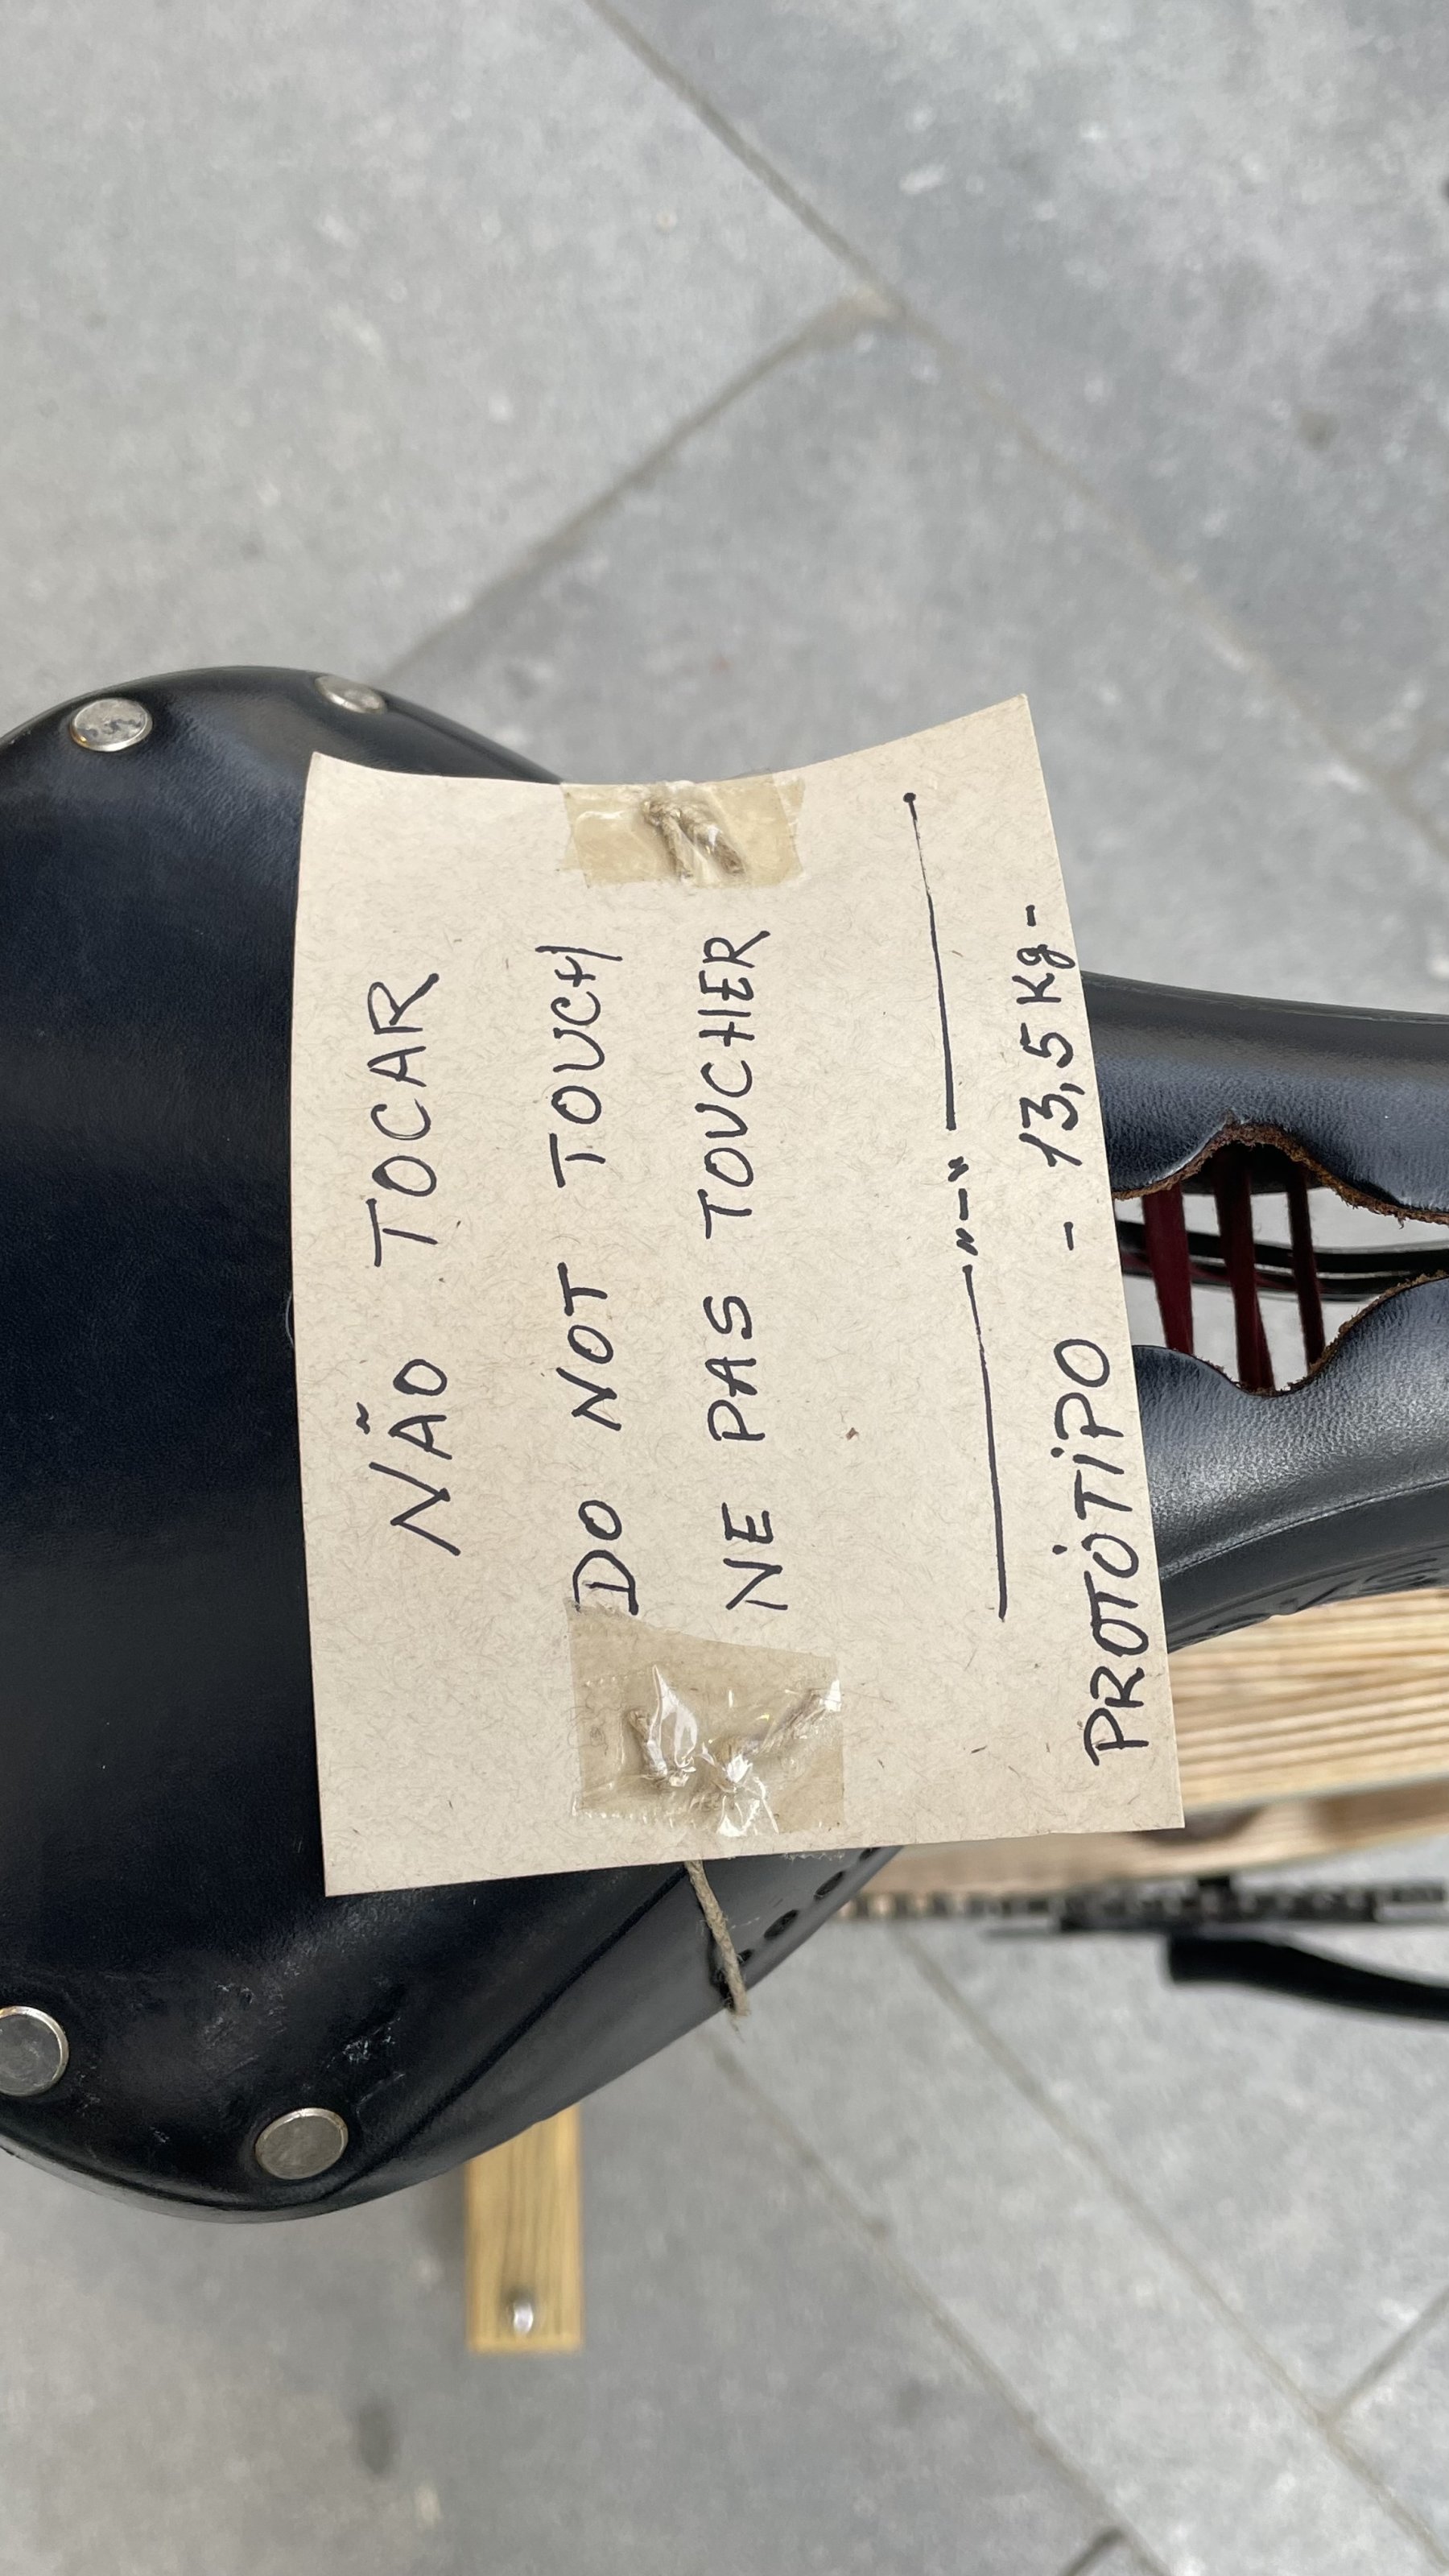 NÃO TOCAR
DO NOT TOUCH
NE PAS TOUCHER
"-"
PROTÓTIPO - 13,5 Kg -